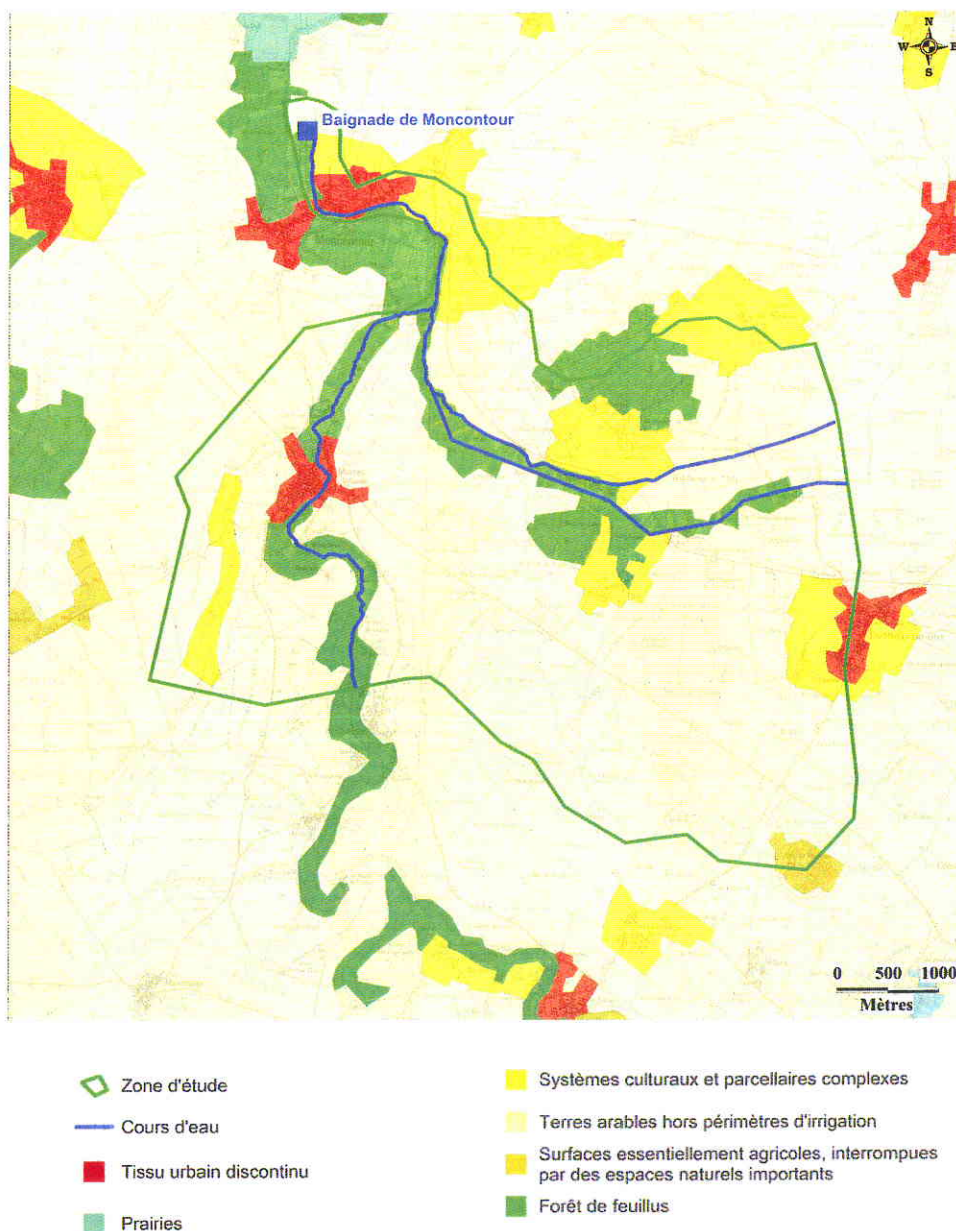 N
W E
S
Baignade de Moncontour
0 500 1000
Mètres
Zone d'étude
Cours d'eau
Tissu urbain discontinu
Prairies
Systèmes culturaux et parcellaires complexes
Terres arables hors périmètres d'irrigation
Surfaces essentiellement agricoles, interrompues
par des espaces naturels importants
Forêt de feuillus